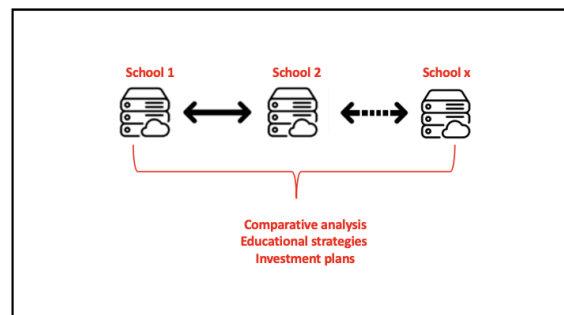 School 1
School 2
School x
Comparative analysis
Educational strategies
Investment plans